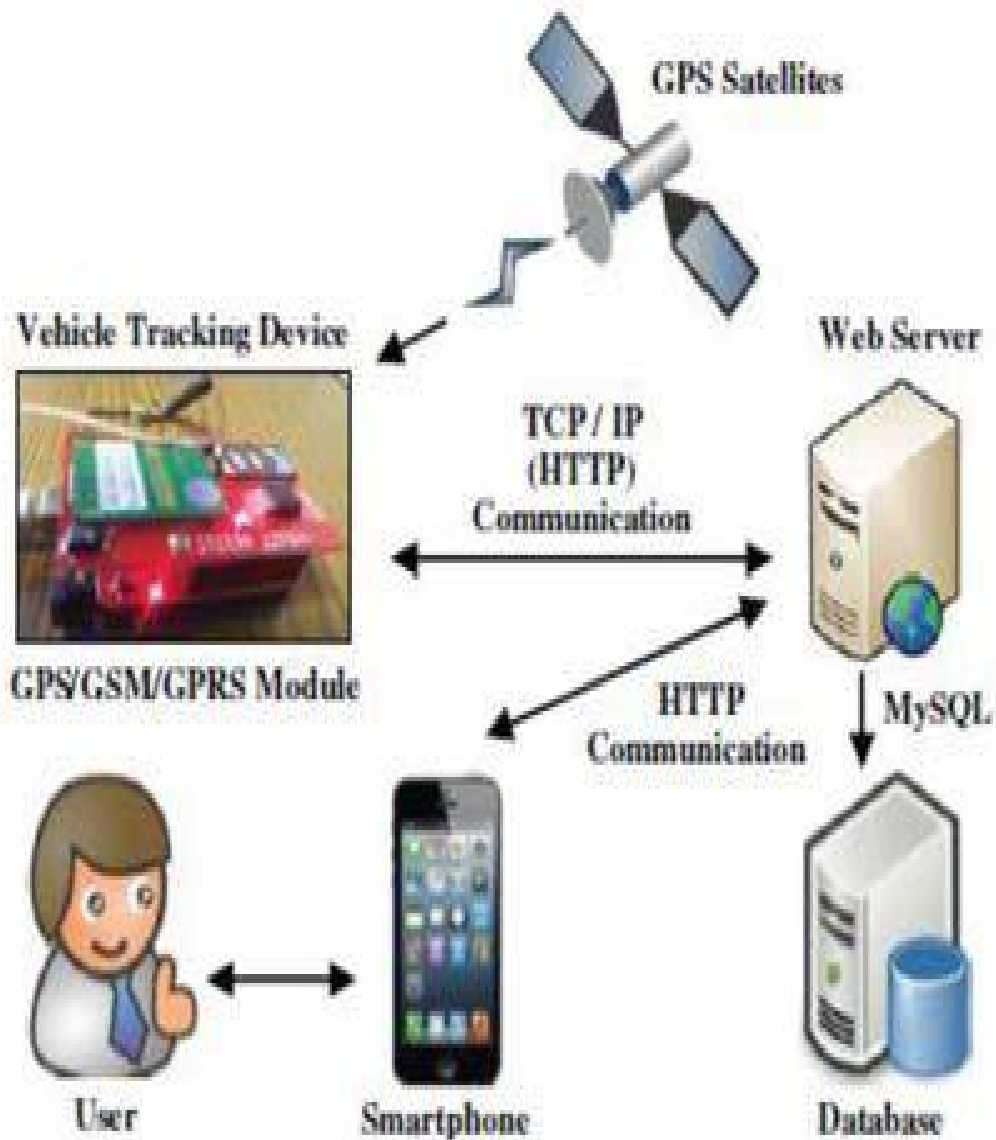 GPS Satellites
Vehicle Tracking Device
Web Server
TCP / IP
(HTTP)
Communication
GPS/GSM/GPRS Module
HTTP
Communication
MySQL
User
Smartphone
Database